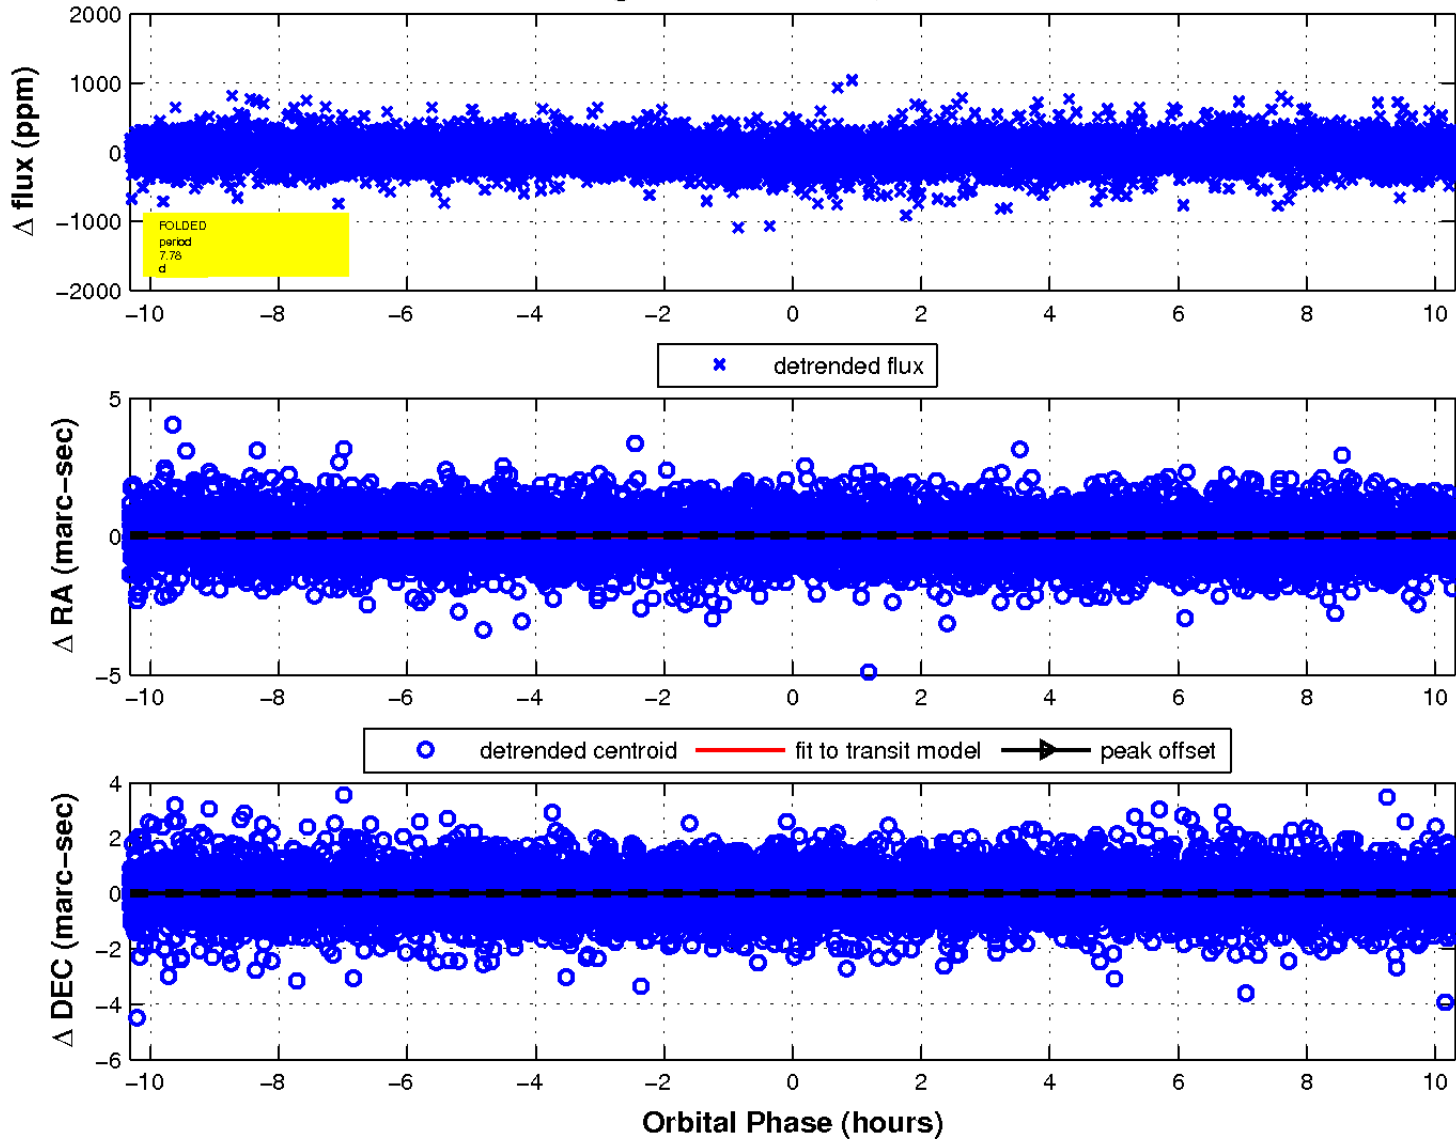 2000
1000
0
−1000
−2000
Δ flux (ppm)
FOLDED
period
7.78
d
−10 −8 −6 −4 −2 0 2 4 6 8 10
detrended flux
5
0
−5
Δ RA (marc−sec)
−10 −8 −6 −4 −2 0 2 4 6 8 10
detrended centroid fit to transit model peak offset
4
2
0
−2
−4
−6
Δ DEC (marc−sec)
−10 −8 −6 −4 −2 0 2 4 6 8 10
Orbital Phase (hours)